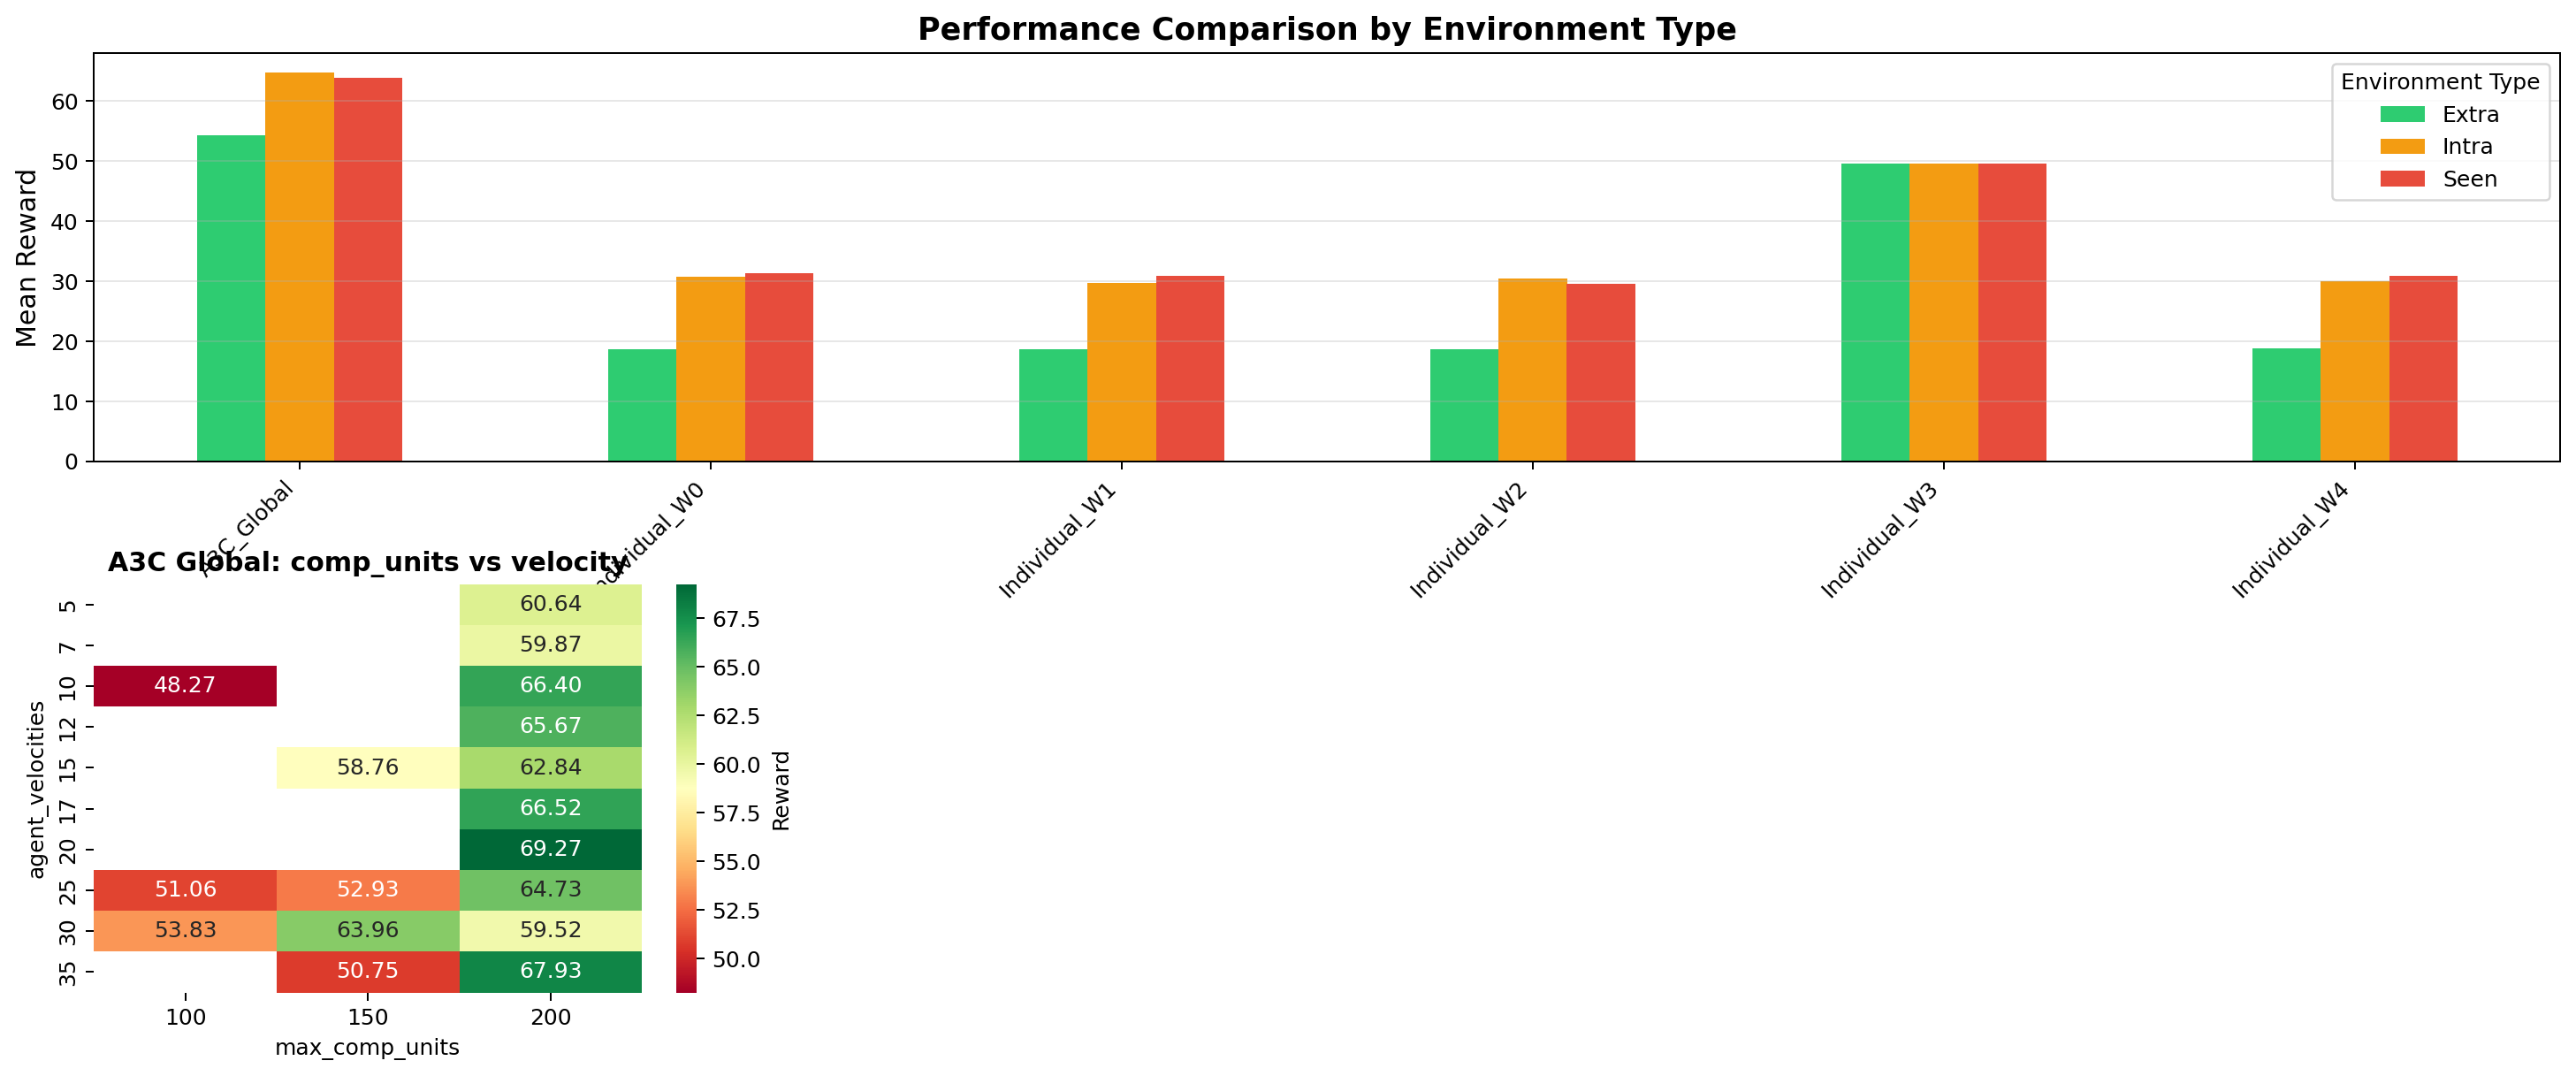 Performance Comparison by Environment Type
Mean Reward
60
50
40
30
20
10
0
Environment Type
Extra
Intra
Seen
A3C_Global
Individual_W0
Individual_W1
Individual_W2
Individual_W3
Individual_W4
A3C Global: comp_units vs velocity
agent_velocities
5 60.64
7 59.87
10 48.27 66.40
12 65.67
15 58.76 62.84
17 66.52
20 69.27
25 51.06 52.93 64.73
30 53.83 63.96 59.52
35 50.75 67.93
100 150 200
max_comp_units
67.5
65.0
62.5
60.0
57.5
55.0
52.5
50.0
Reward